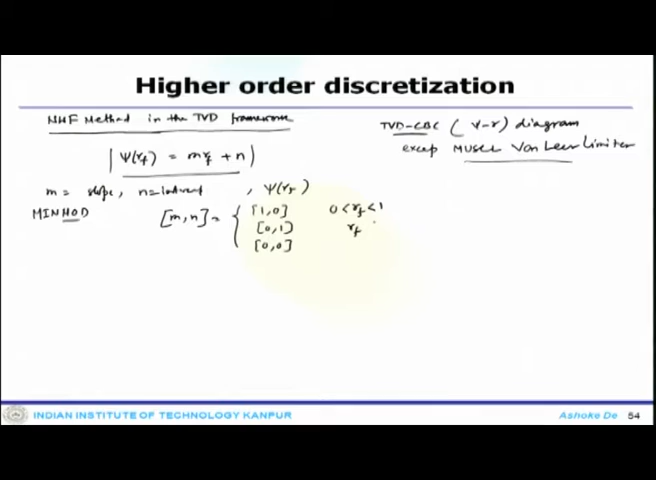 Higher order discretization
NWF Method in the TVD framework
TVD-CBC (ψ-r) diagram
except MUSCL Van Leer Limiter
ψ(r_f) = m r_f + n
m = slope, n = intercept, ψ(r_f)
MINMOD [m,n] = { [1,0] 0 < r_f < 1
[0,1] r_f
[0,0]
INDIAN INSTITUTE OF TECHNOLOGY KANPUR
Ashoke De 54